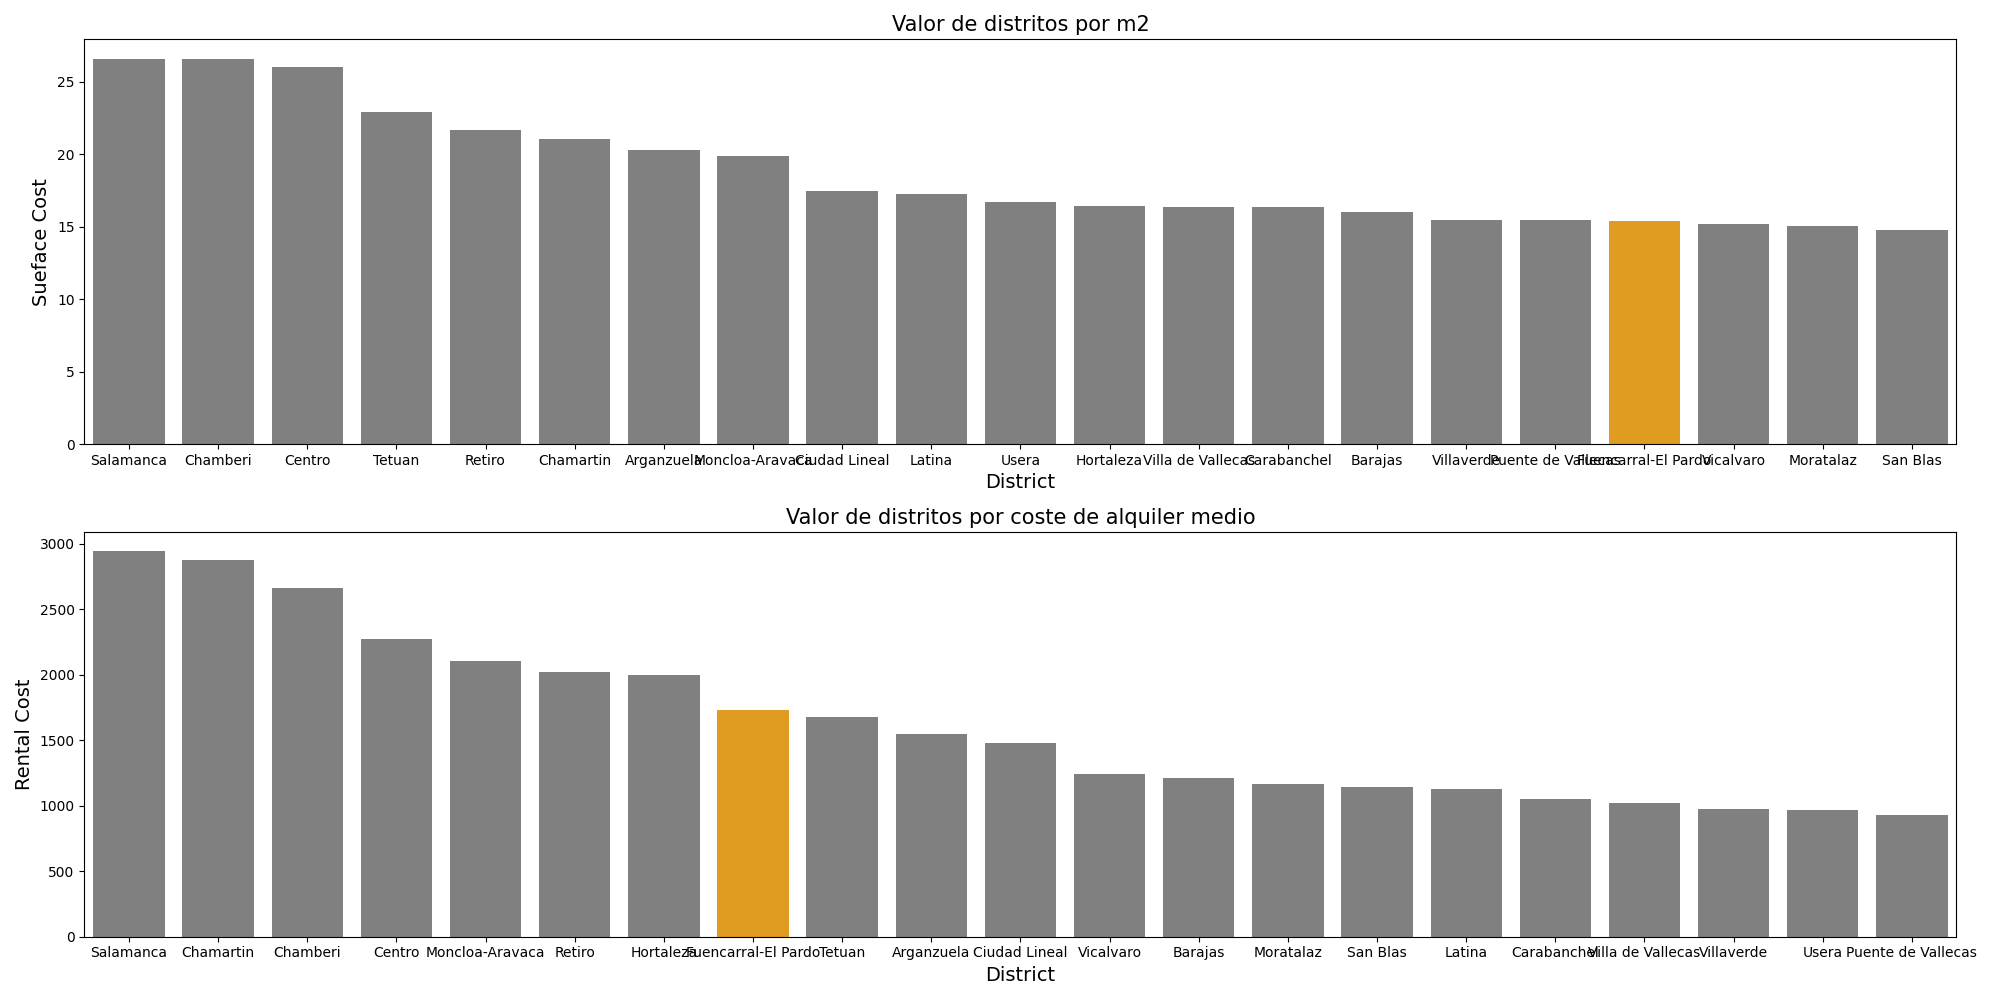 Valor de distritos por m2
Sueface Cost
25
20
15
10
5
0
Salamanca Chamberi Centro Tetuan Retiro Chamartin Arganzuela Moncloa-Aravaca Ciudad Lineal Latina Usera Hortaleza Villa de Vallecas Carabanchel Barajas Villaverde Puente de Vallecas Fuencarral-El Pardo Vicalvaro Moratalaz San Blas
District
Valor de distritos por coste de alquiler medio
Rental Cost
3000
2500
2000
1500
1000
500
0
Salamanca Chamartin Chamberi Centro Moncloa-Aravaca Retiro Hortaleza Fuencarral-El Pardo Tetuan Arganzuela Ciudad Lineal Vicalvaro Barajas Moratalaz San Blas Latina Carabanchel Villa de Vallecas Villaverde Usera Puente de Vallecas
District